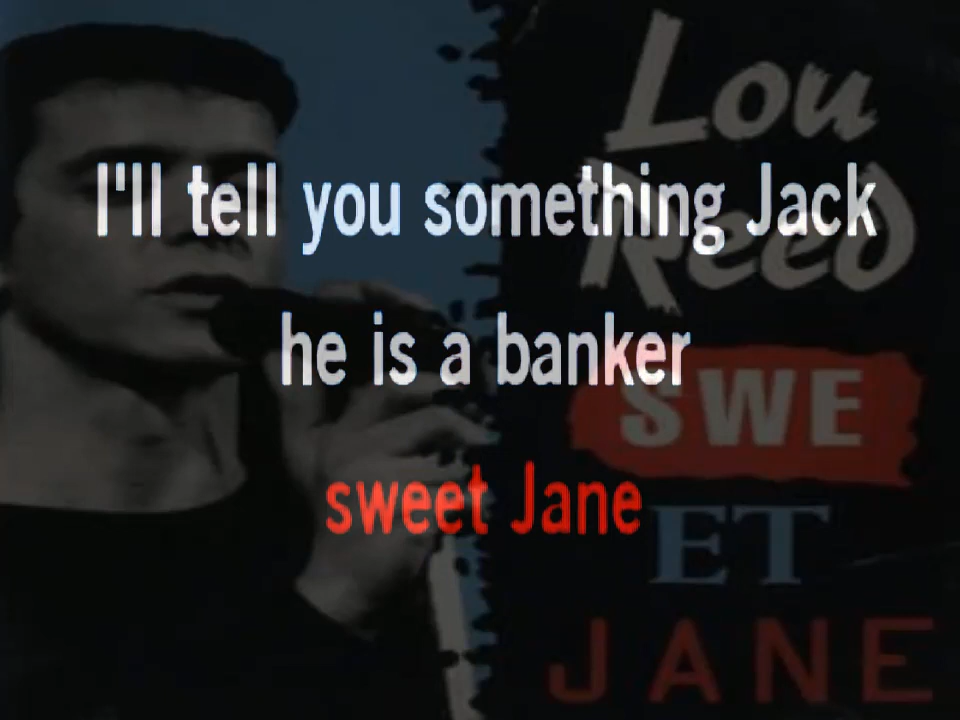 Lou
Reed
I'll tell you something Jack
he is a banker
SWE
sweet Jane
ET
JANE